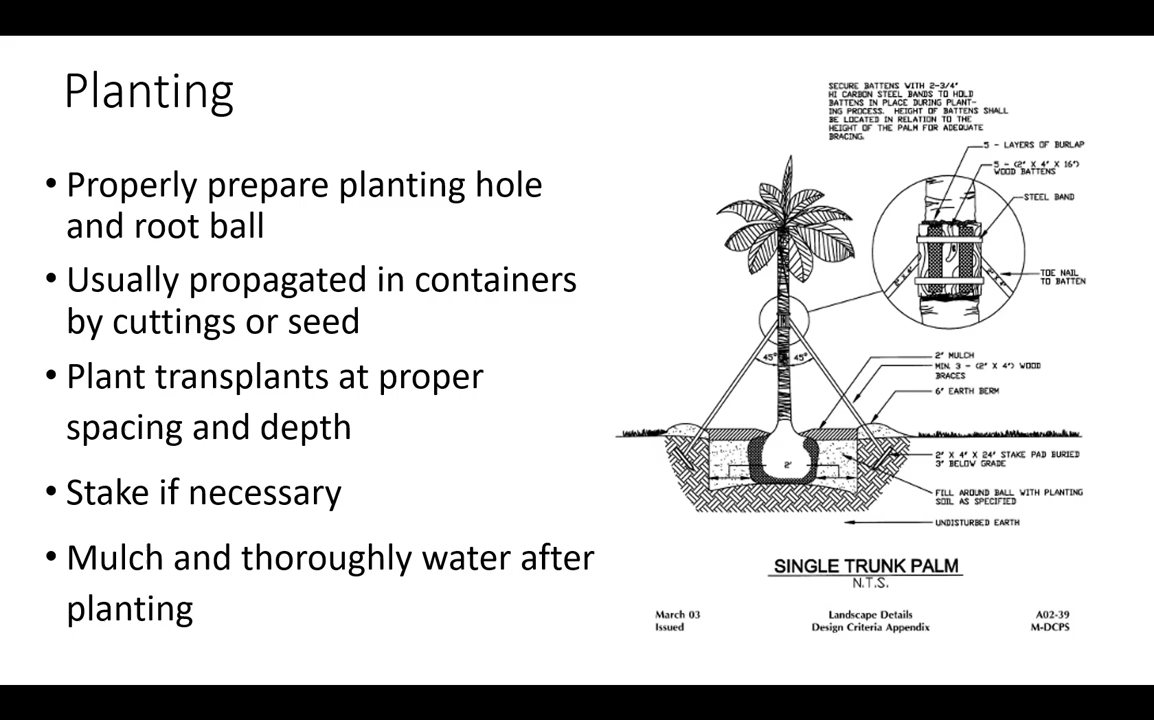 Planting
• Properly prepare planting hole
and root ball
• Usually propagated in containers
by cuttings or seed
• Plant transplants at proper
spacing and depth
• Stake if necessary
• Mulch and thoroughly water after
planting
SECURE BATTENS WITH 2-3/4"
HI CARBON STEEL BANDS TO HOLD
BATTENS IN PLACE DURING PLANT-
ING PROCESS. HEIGHT OF BATTENS SHALL
BE LOCATED IN RELATION TO THE
HEIGHT OF THE PALM FOR ADEQUATE
BRACING.
5 - LAYERS OF BURLAP
5 - (2" X 4" X 16")
WOOD BATTENS
STEEL BAND
TOE NAIL
TO BATTEN
45° 45°
2" MULCH
MIN. 3 - (2" X 4") WOOD
BRACES
6" EARTH BERM
2" X 4" X 24" STAKE PAD BURIED
3" BELOW GRADE
2'
FILL AROUND BALL WITH PLANTING
SOIL AS SPECIFIED
UNDISTURBED EARTH
SINGLE TRUNK PALM
N.T.S.
March 03 Landscape Details A02-39
Issued Design Criteria Appendix M-DCPS